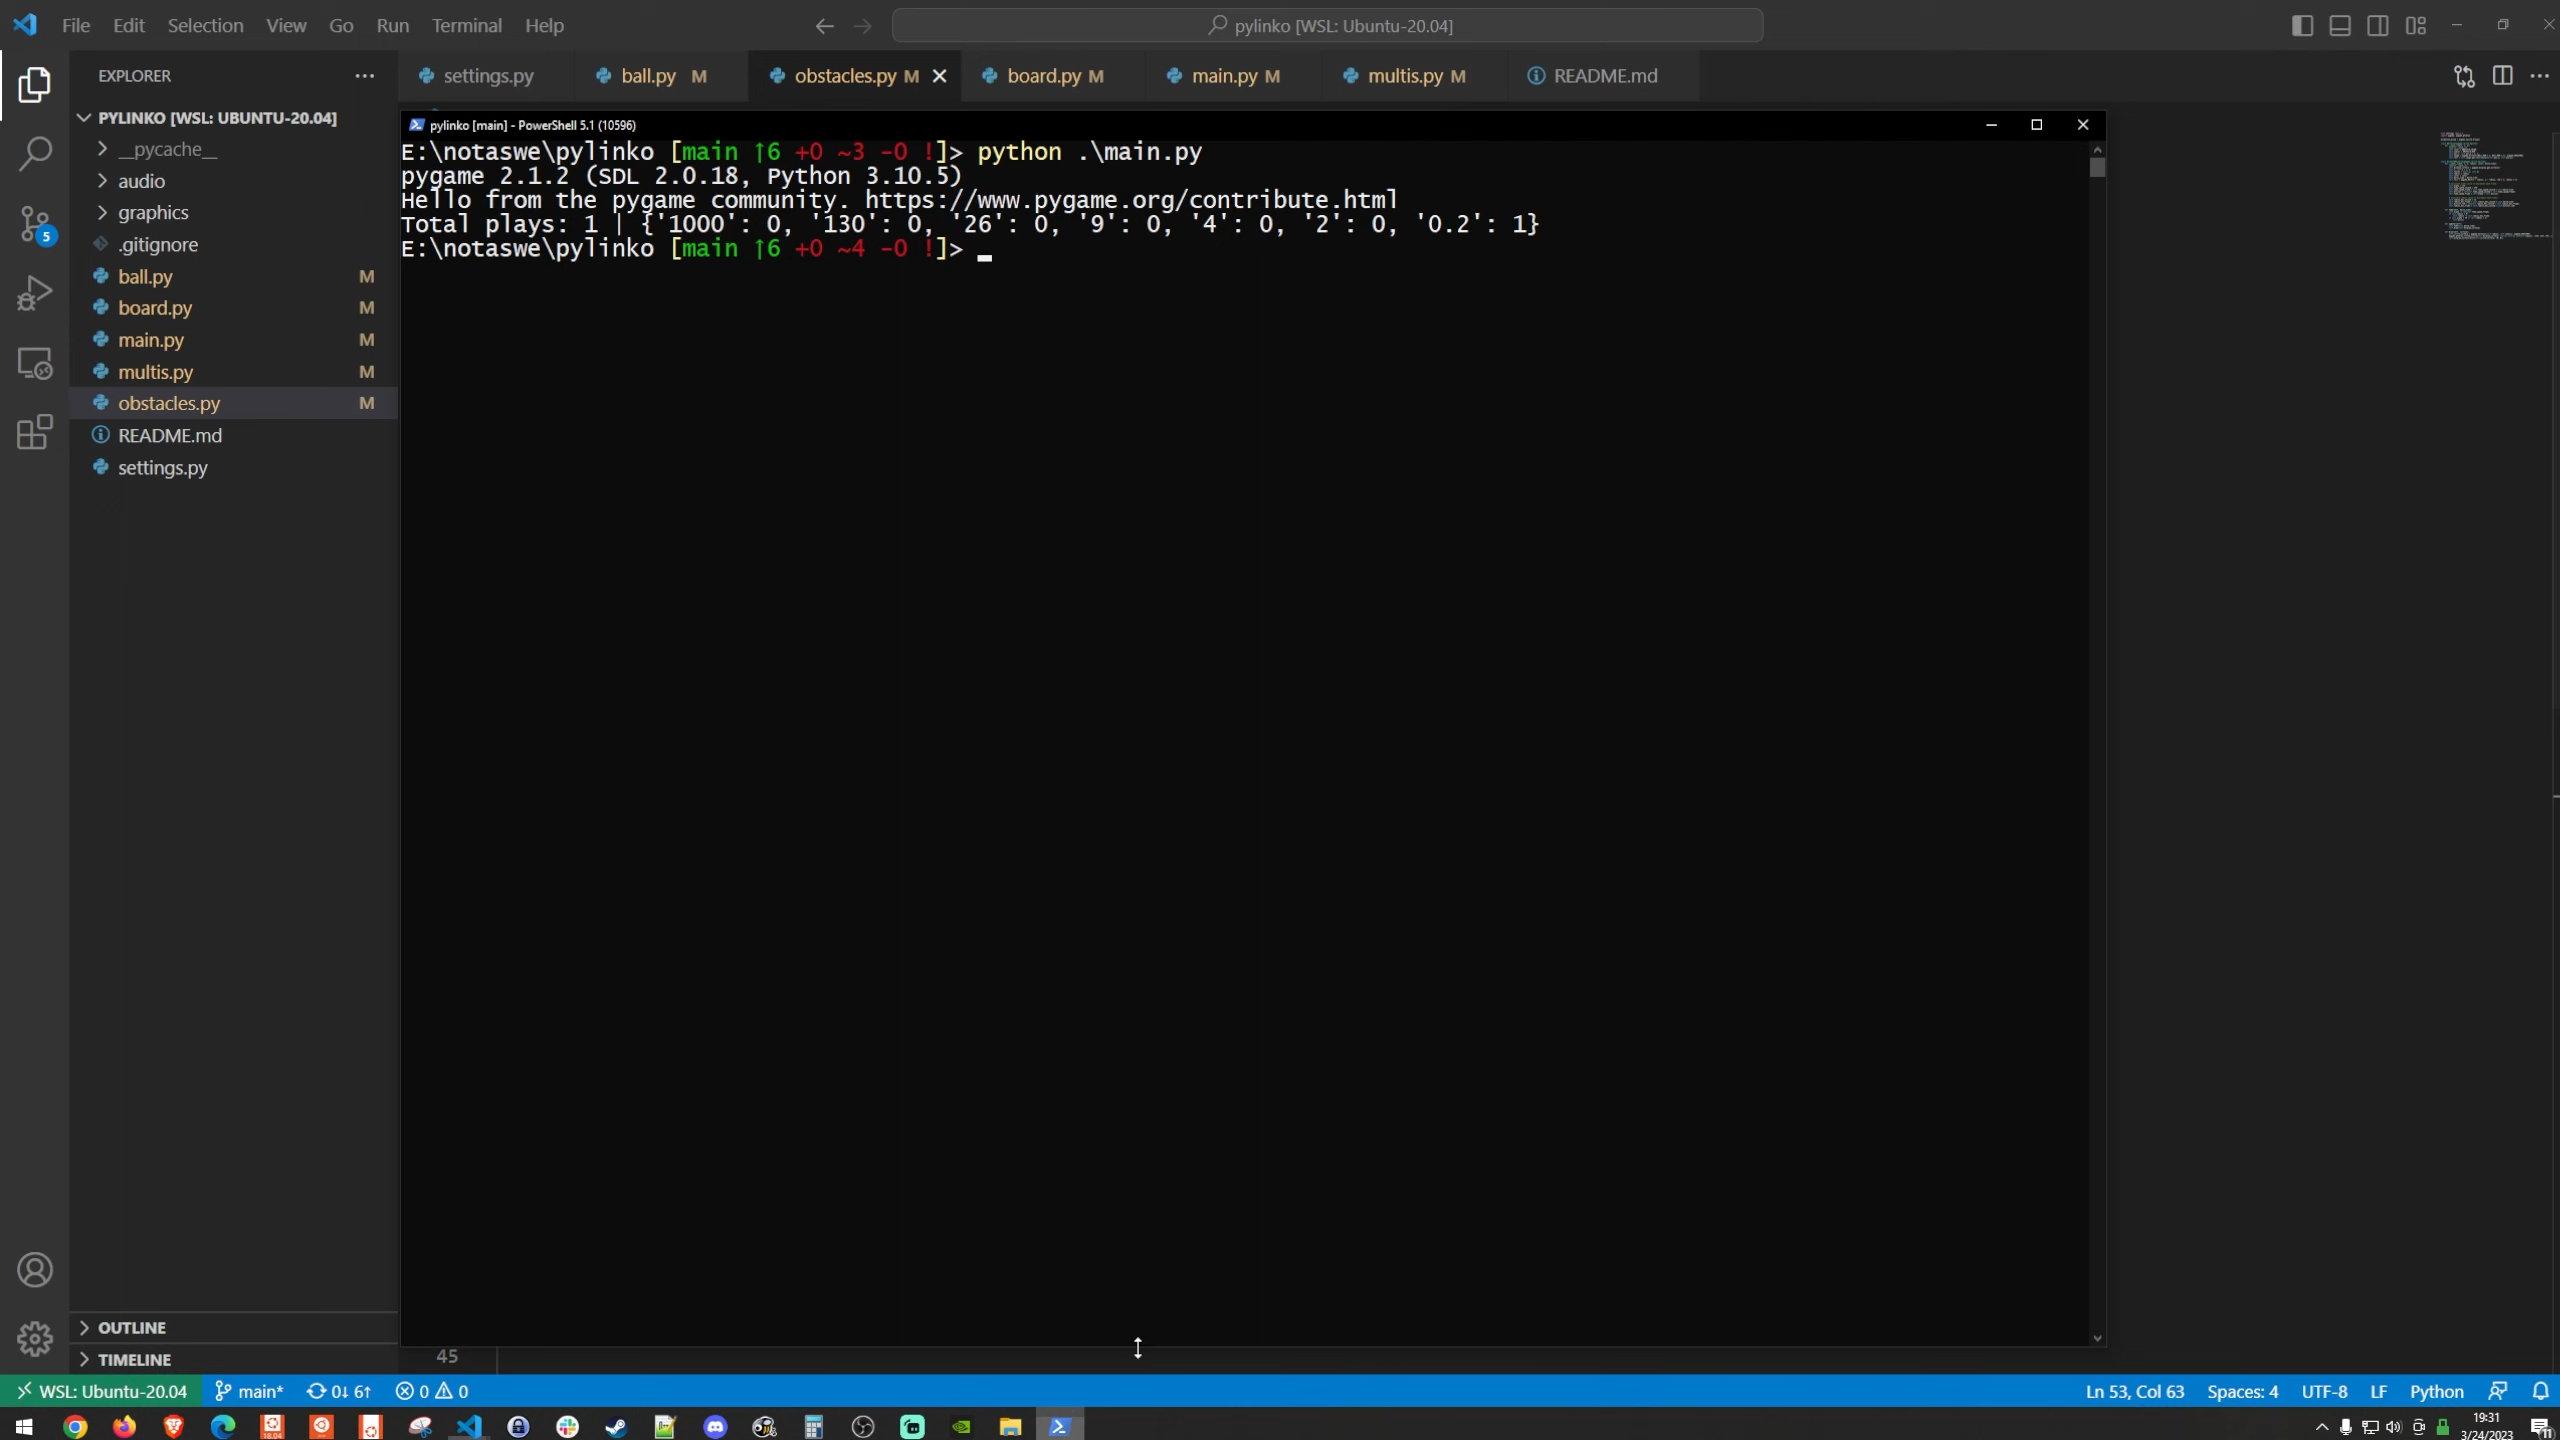 File Edit Selection View Go Run Terminal Help
pylinko [WSL: Ubuntu-20.04]
EXPLORER
settings.py
ball.py M
obstacles.py M
board.py M
main.py M
multis.py M
README.md
PYLINKO [WSL: UBUNTU-20.04]
__pycache__
audio
graphics
.gitignore
ball.py M
board.py M
main.py M
multis.py M
obstacles.py M
README.md
settings.py
5
pylinko [main] - PowerShell 5.1 (10596)
E:\notaswe\pylinko [main ↑6 +0 ~3 -0 !]> python .\main.py
pygame 2.1.2 (SDL 2.0.18, Python 3.10.5)
Hello from the pygame community. https://www.pygame.org/contribute.html
Total plays: 1 | {'1000': 0, '130': 0, '26': 0, '9': 0, '4': 0, '2': 0, '0.2': 1}
E:\notaswe\pylinko [main ↑6 +0 ~4 -0 !]>
45
OUTLINE
TIMELINE
WSL: Ubuntu-20.04 main* 0↓ 6↑ 0 0
Ln 53, Col 63 Spaces: 4 UTF-8 LF Python
18.04
19:31
3/24/2023
11